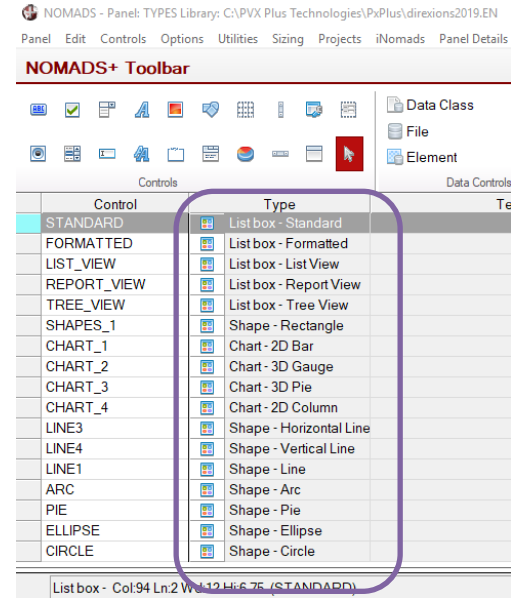 NOMADS - Panel: TYPES Library: C:\PVX Plus Technologies\PxPlus\direxions2019.EN
Panel Edit Controls Options Utilities Sizing Projects iNomads Panel Details
NOMADS+ Toolbar
Data Class
File
Element
Controls Data Controls
Control Type Te
STANDARD List box - Standard
FORMATTED List box - Formatted
LIST_VIEW List box - List View
REPORT_VIEW List box - Report View
TREE_VIEW List box - Tree View
SHAPES_1 Shape - Rectangle
CHART_1 Chart - 2D Bar
CHART_2 Chart - 3D Gauge
CHART_3 Chart - 3D Pie
CHART_4 Chart - 2D Column
LINE3 Shape - Horizontal Line
LINE4 Shape - Vertical Line
LINE1 Shape - Line
ARC Shape - Arc
PIE Shape - Pie
ELLIPSE Shape - Ellipse
CIRCLE Shape - Circle
List box - Col:94 Ln:2 Wd:12 Hi:6.75 (STANDARD)